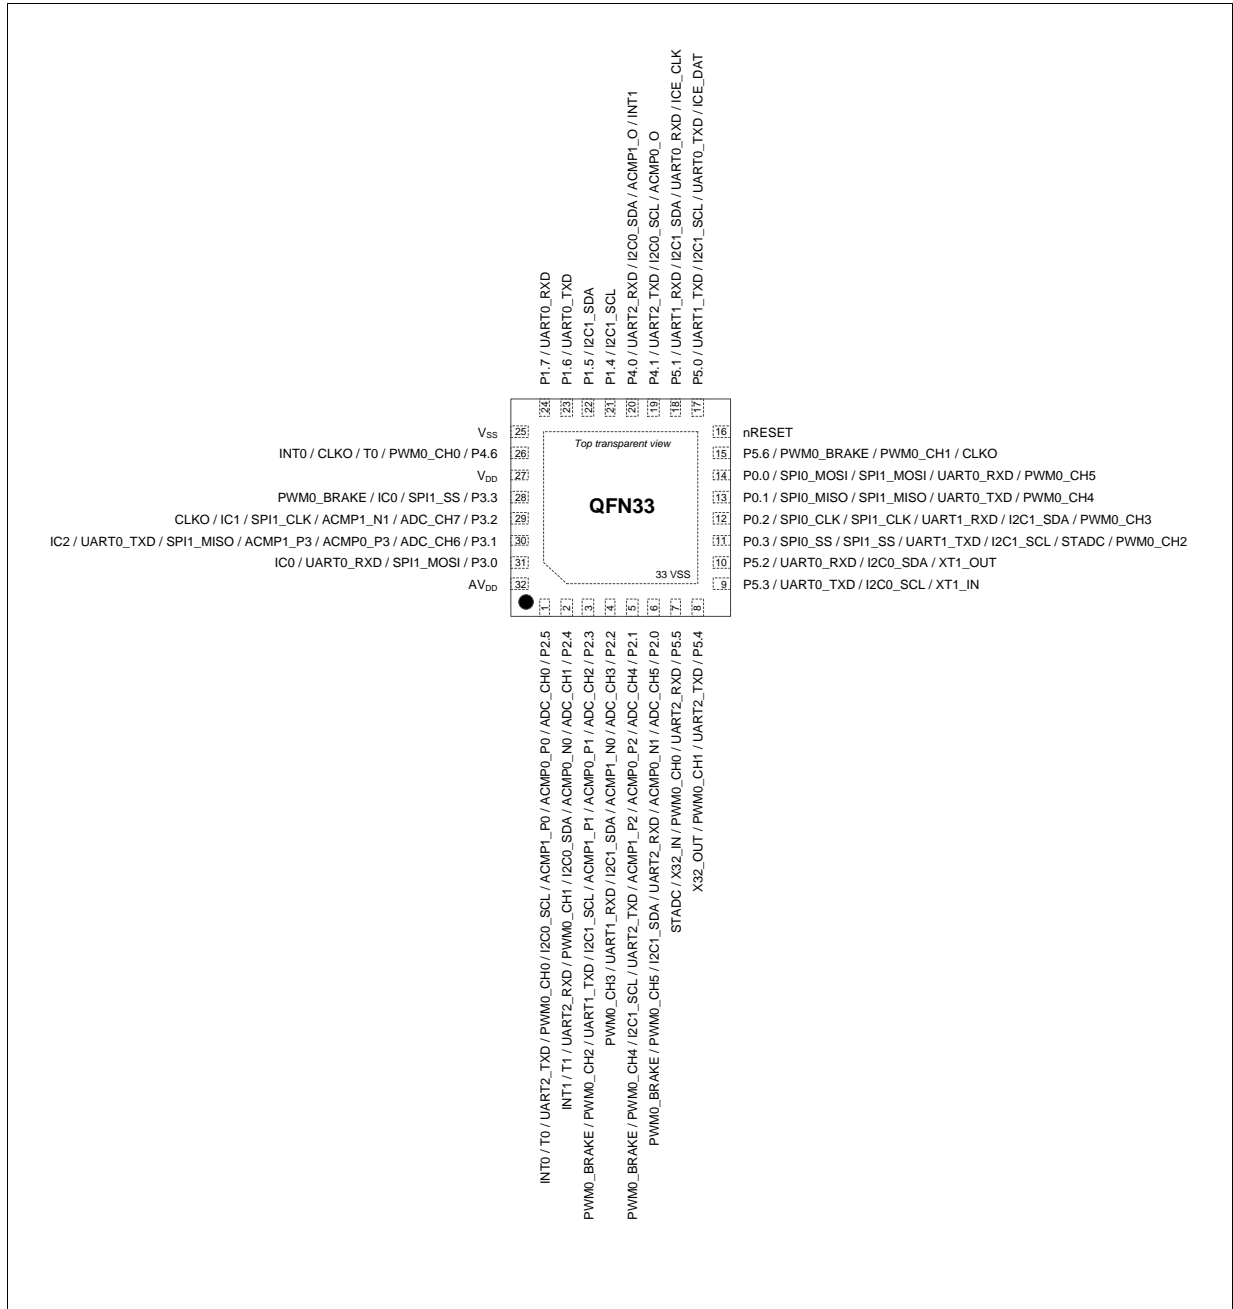 P1.7 / UART0_RXD
P1.6 / UART0_TXD
P1.5 / I2C1_SDA
P1.4 / I2C1_SCL
P4.0 / UART2_RXD / I2C0_SDA / ACMP1_O / INT1
P4.1 / UART2_TXD / I2C0_SCL / ACMP0_O
P5.1 / UART1_RXD / I2C1_SDA / UART0_RXD / ICE_CLK
P5.0 / UART1_TXD / I2C1_SCL / UART0_TXD / ICE_DAT
24
23
22
21
20
19
18
17
VSS 25
INT0 / CLKO / T0 / PWM0_CH0 / P4.6 26
VDD 27
PWM0_BRAKE / IC0 / SPI1_SS / P3.3 28
CLKO / IC1 / SPI1_CLK / ACMP1_N1 / ADC_CH7 / P3.2 29
IC2 / UART0_TXD / SPI1_MISO / ACMP1_P3 / ACMP0_P3 / ADC_CH6 / P3.1 30
IC0 / UART0_RXD / SPI1_MOSI / P3.0 31
AVDD 32
Top transparent view
QFN33
33 VSS
16 nRESET
15 P5.6 / PWM0_BRAKE / PWM0_CH1 / CLKO
14 P0.0 / SPI0_MOSI / SPI1_MOSI / UART0_RXD / PWM0_CH5
13 P0.1 / SPI0_MISO / SPI1_MISO / UART0_TXD / PWM0_CH4
12 P0.2 / SPI0_CLK / SPI1_CLK / UART1_RXD / I2C1_SDA / PWM0_CH3
11 P0.3 / SPI0_SS / SPI1_SS / UART1_TXD / I2C1_SCL / STADC / PWM0_CH2
10 P5.2 / UART0_RXD / I2C0_SDA / XT1_OUT
9 P5.3 / UART0_TXD / I2C0_SCL / XT1_IN
1
2
3
4
5
6
7
8
INT0 / T0 / UART2_TXD / PWM0_CH0 / I2C0_SCL / ACMP1_P0 / ACMP0_P0 / ADC_CH0 / P2.5
INT1 / T1 / UART2_RXD / PWM0_CH1 / I2C0_SDA / ACMP0_N0 / ADC_CH1 / P2.4
PWM0_BRAKE / PWM0_CH2 / UART1_TXD / I2C1_SCL / ACMP1_P1 / ACMP0_P1 / ADC_CH2 / P2.3
PWM0_CH3 / UART1_RXD / I2C1_SDA / ACMP1_N0 / ADC_CH3 / P2.2
PWM0_BRAKE / PWM0_CH4 / I2C1_SCL / UART2_TXD / ACMP1_P2 / ACMP0_P2 / ADC_CH4 / P2.1
PWM0_BRAKE / PWM0_CH5 / I2C1_SDA / UART2_RXD / ACMP0_N1 / ADC_CH5 / P2.0
STADC / X32_IN / PWM0_CH0 / UART2_RXD / P5.5
X32_OUT / PWM0_CH1 / UART2_TXD / P5.4